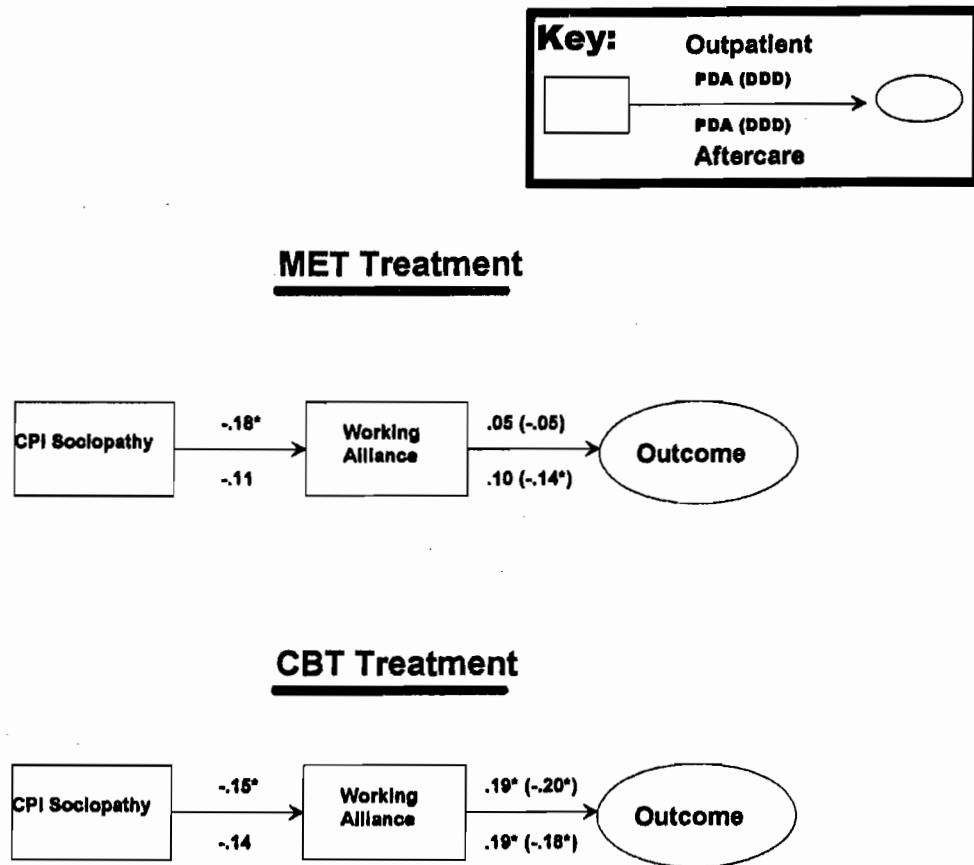 Key:
Outpatient
PDA (DDD)
PDA (DDD)
Aftercare
MET Treatment
CPI Sociopathy
-.18*
-.11
Working
Alliance
.05 (-.05)
.10 (-.14*)
Outcome
CBT Treatment
CPI Sociopathy
-.15*
-.14
Working
Alliance
.19* (-.20*)
.19* (-.18*)
Outcome